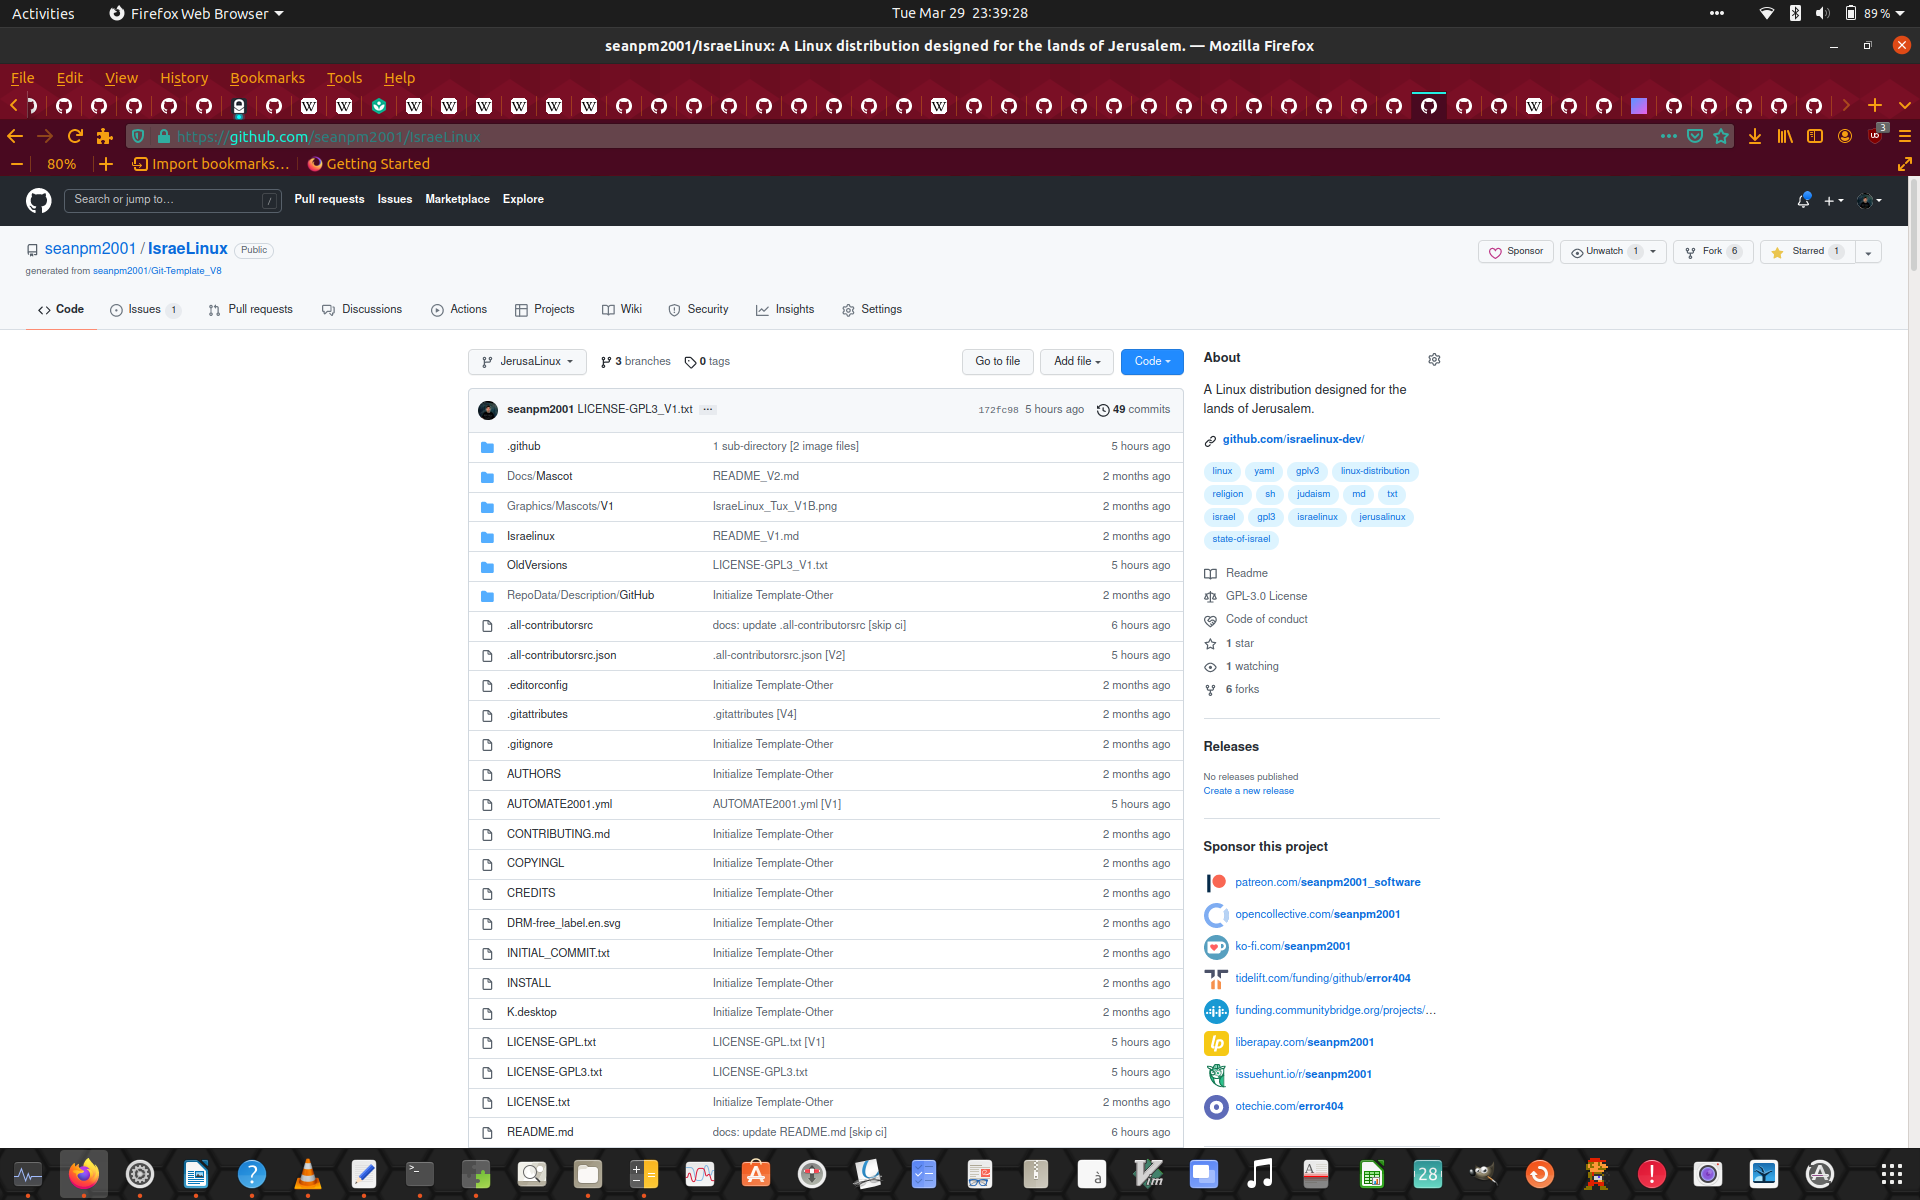 Activities Firefox Web Browser Tue Mar 29 23:39:28 89 %
seanpm2001/IsraeLinux: A Linux distribution designed for the lands of Jerusalem. — Mozilla Firefox
File Edit View History Bookmarks Tools Help
https://github.com/seanpm2001/IsraeLinux 3
80% Import bookmarks... Getting Started
Search or jump to... / Pull requests Issues Marketplace Explore
seanpm2001 / IsraeLinux Public Sponsor Unwatch 1 Fork 6 Starred 1
generated from seanpm2001/Git-Template_V8
Code Issues 1 Pull requests Discussions Actions Projects Wiki Security Insights Settings
JerusaLinux 3 branches 0 tags Go to file Add file Code
seanpm2001 LICENSE-GPL3_V1.txt ... 172fc98 5 hours ago 49 commits
.github 1 sub-directory [2 image files] 5 hours ago
Docs/Mascot README_V2.md 2 months ago
Graphics/Mascots/V1 IsraeLinux_Tux_V1B.png 2 months ago
Israelinux README_V1.md 2 months ago
OldVersions LICENSE-GPL3_V1.txt 5 hours ago
RepoData/Description/GitHub Initialize Template-Other 2 months ago
.all-contributorsrc docs: update .all-contributorsrc [skip ci] 6 hours ago
.all-contributorsrc.json .all-contributorsrc.json [V2] 5 hours ago
.editorconfig Initialize Template-Other 2 months ago
.gitattributes .gitattributes [V4] 2 months ago
.gitignore Initialize Template-Other 2 months ago
AUTHORS Initialize Template-Other 2 months ago
AUTOMATE2001.yml AUTOMATE2001.yml [V1] 5 hours ago
CONTRIBUTING.md Initialize Template-Other 2 months ago
COPYINGL Initialize Template-Other 2 months ago
CREDITS Initialize Template-Other 2 months ago
DRM-free_label.en.svg Initialize Template-Other 2 months ago
INITIAL_COMMIT.txt Initialize Template-Other 2 months ago
INSTALL Initialize Template-Other 2 months ago
K.desktop Initialize Template-Other 2 months ago
LICENSE-GPL.txt LICENSE-GPL.txt [V1] 5 hours ago
LICENSE-GPL3.txt LICENSE-GPL3.txt 5 hours ago
LICENSE.txt Initialize Template-Other 2 months ago
README.md docs: update README.md [skip ci] 6 hours ago
About
A Linux distribution designed for the
lands of Jerusalem.
github.com/israelinux-dev/
linux yaml gplv3 linux-distribution
religion sh judaism md txt
israel gpl3 israelinux jerusalinux
state-of-israel
Readme
GPL-3.0 License
Code of conduct
1 star
1 watching
6 forks
Releases
No releases published
Create a new release
Sponsor this project
patreon.com/seanpm2001_software
opencollective.com/seanpm2001
ko-fi.com/seanpm2001
tidelift.com/funding/github/error404
funding.communitybridge.org/projects/...
liberapay.com/seanpm2001
issuehunt.io/r/seanpm2001
otechie.com/error404
28